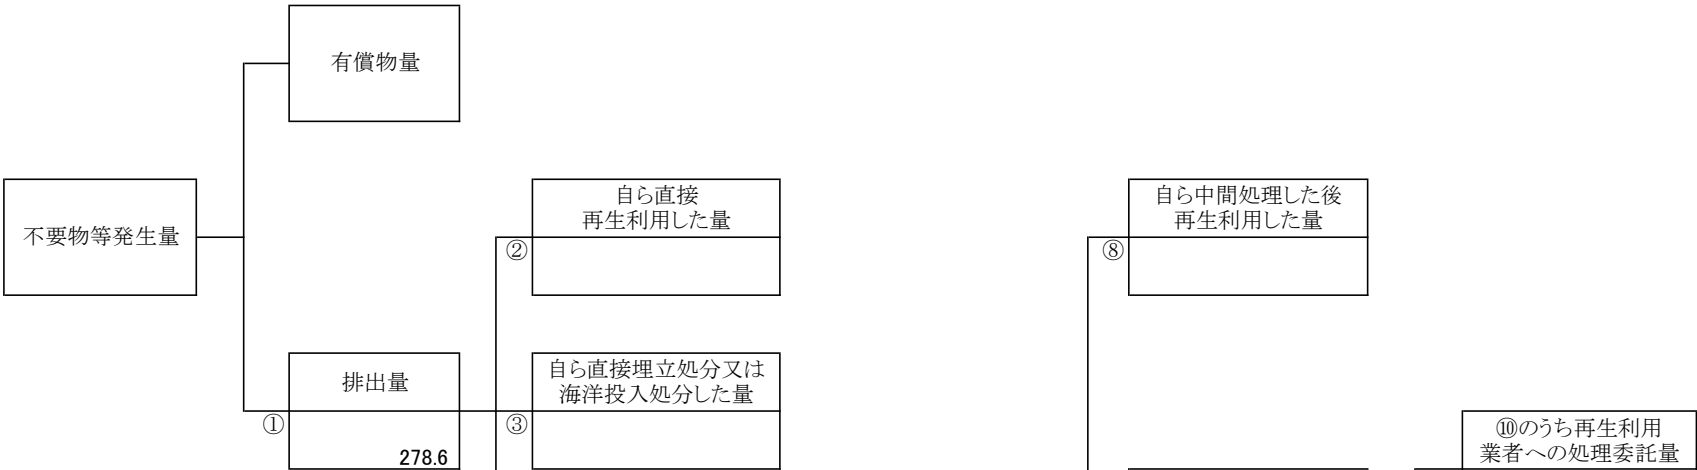 有償物量
不要物等発生量
自ら直接
再生利用した量
②
自ら中間処理した後
再生利用した量
⑧
排出量
①
278.6
自ら直接埋立処分又は
海洋投入処分した量
③
⑩のうち再生利用
業者への処理委託量